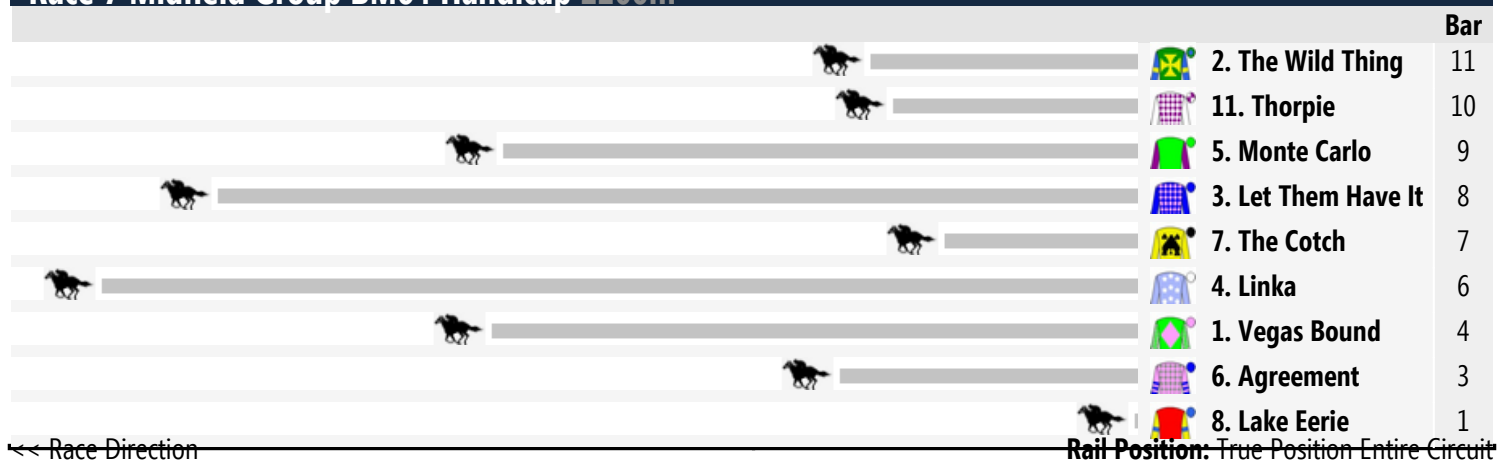 Bar
2. The Wild Thing 11
11. Thorpie 10
5. Monte Carlo 9
3. Let Them Have It 8
7. The Cotch 7
4. Linka 6
1. Vegas Bound 4
6. Agreement 3
8. Lake Eerie 1
<< Race Direction Rail Position: True Position Entire Circuit